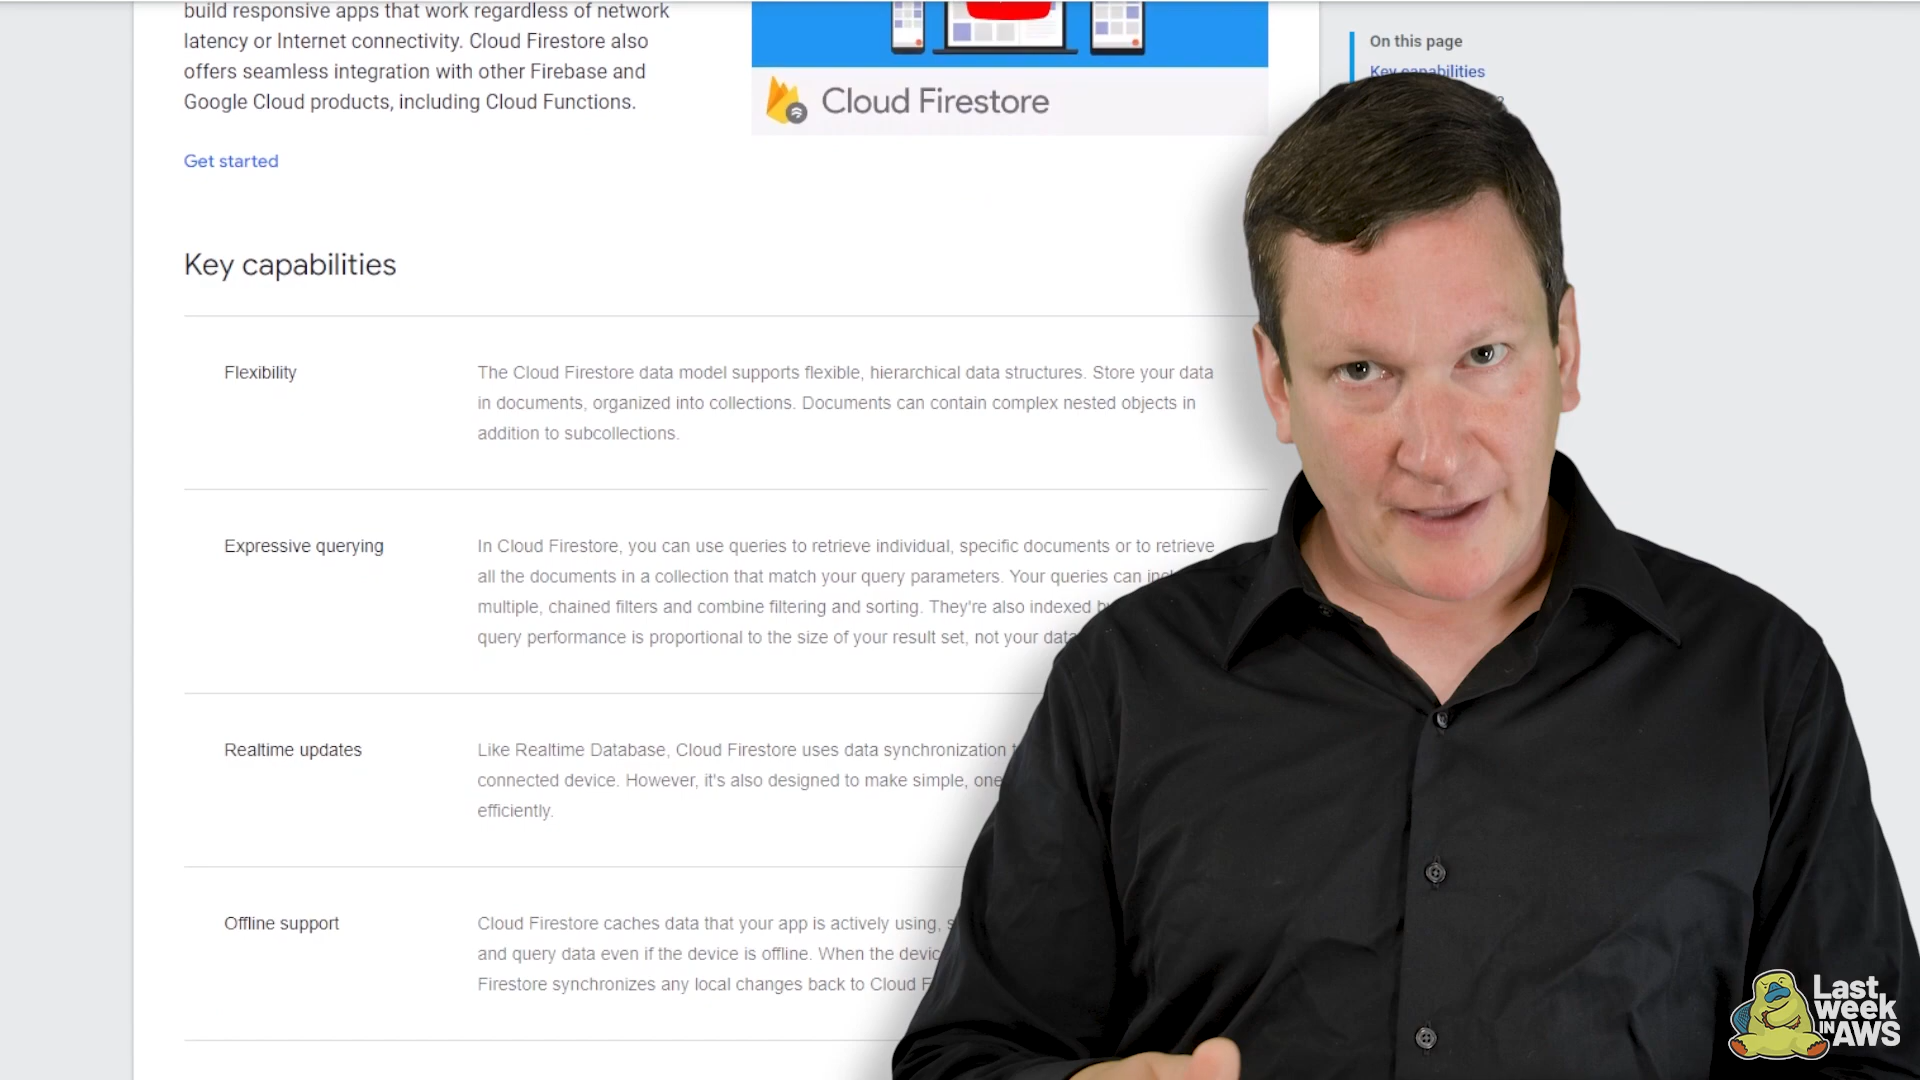 build responsive apps that work regardless of network
latency or Internet connectivity. Cloud Firestore also
offers seamless integration with other Firebase and
Google Cloud products, including Cloud Functions.
Get started
Cloud Firestore
On this page
Key capabilities
Key capabilities
Flexibility
The Cloud Firestore data model supports flexible, hierarchical data structures. Store your data
in documents, organized into collections. Documents can contain complex nested objects in
addition to subcollections.
Expressive querying
In Cloud Firestore, you can use queries to retrieve individual, specific documents or to retrieve
all the documents in a collection that match your query parameters. Your queries can
multiple, chained filters and combine filtering and sorting. They're also indexed
query performance is proportional to the size of your result set, not your
Realtime updates
Like Realtime Database, Cloud Firestore uses data synchronization
connected device. However, it's also designed to make simple,
efficiently.
Offline support
Cloud Firestore caches data that your app is actively using,
and query data even if the device is offline. When the
Firestore synchronizes any local changes back to Cloud
Last
week
IN AWS